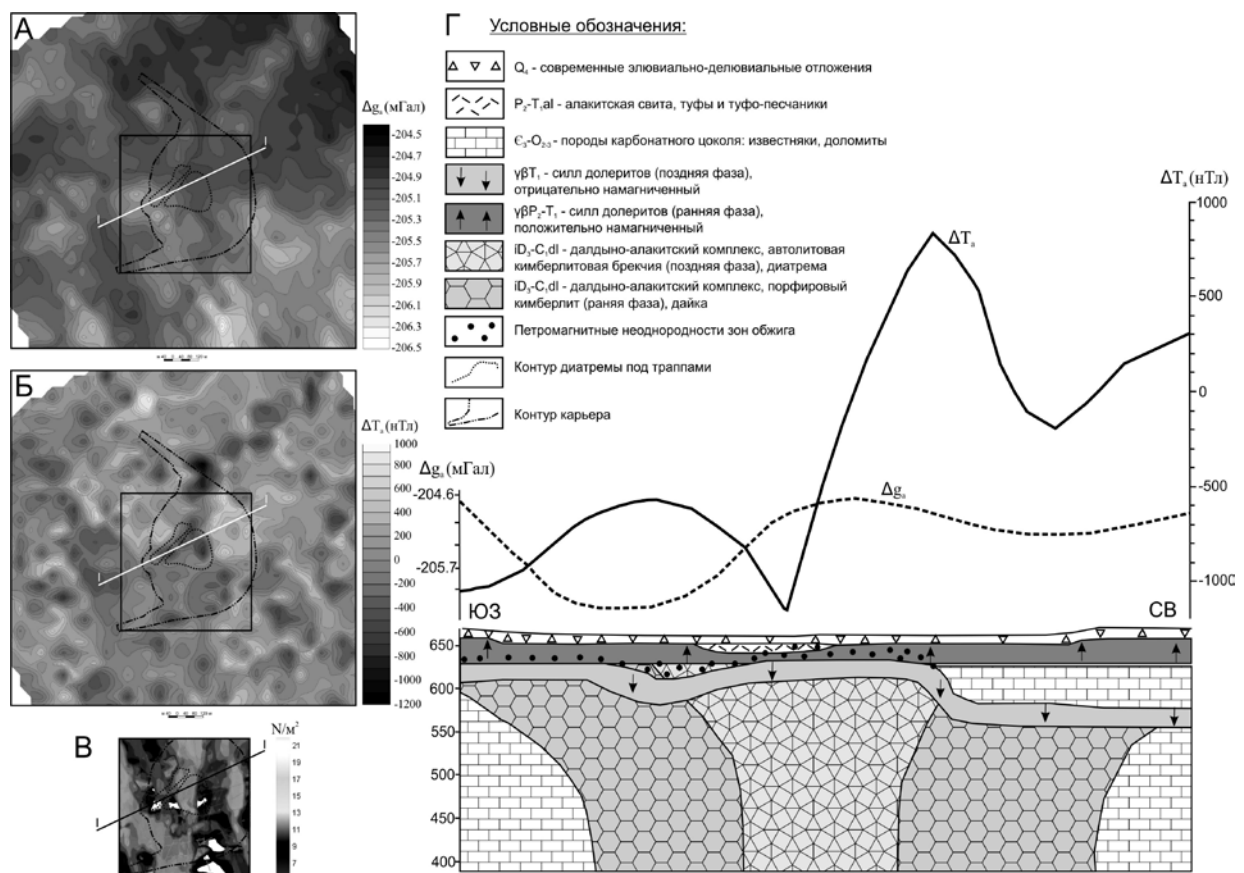 А
Δgₐ (мГал)
-204.5
-204.7
-204.9
-205.1
-205.3
-205.5
-205.7
-205.9
-206.1
-206.3
-206.5
I
I
Б
ΔTₐ (нТл)
1000
800
600
400
200
0
-200
-400
-600
-800
-1000
-1200
I
I
В
N/м²
21
19
17
15
13
11
9
7
I
I
Г
Условные обозначения:
Q₄ - современные элювиально-делювиальные отложения
P₂-T₁al - алакитская свита, туфы и туфо-песчаники
Є₃-O₂₋₃ - породы карбонатного цоколя: известняки, доломиты
γβT₁ - силл долеритов (поздняя фаза),
отрицательно намагниченный
γβP₂-T₁ - силл долеритов (ранняя фаза),
положительно намагниченный
iD₃-C₁dl - далдыно-алакитский комплекс, автолитовая
кимберлитовая брекчия (поздняя фаза), диатрема
iD₃-C₁dl - далдыно-алакитский комплекс, порфировый
кимберлит (раняя фаза), дайка
Петромагнитные неоднородности зон обжига
Контур диатремы под траппами
Контур карьера
ΔTₐ (нТл)
1000
500
0
-500
-1000
ΔTₐ
Δgₐ (мГал)
-204.6
-205.7
Δgₐ
ЮЗ
СВ
650
600
550
500
450
400